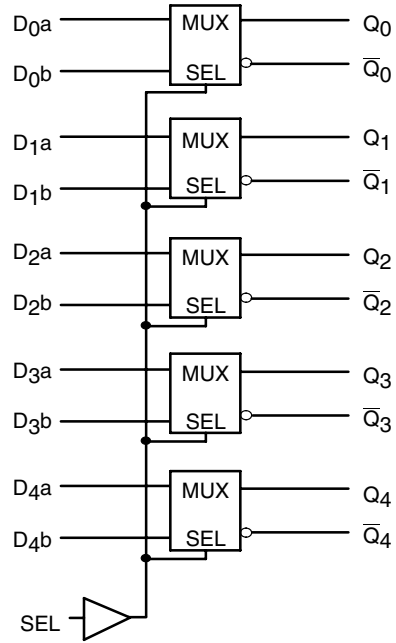 D₀a MUX Q₀
D₀b SEL Q̅₀
D₁a MUX Q₁
D₁b SEL Q̅₁
D₂a MUX Q₂
D₂b SEL Q̅₂
D₃a MUX Q₃
D₃b SEL Q̅₃
D₄a MUX Q₄
D₄b SEL Q̅₄
SEL